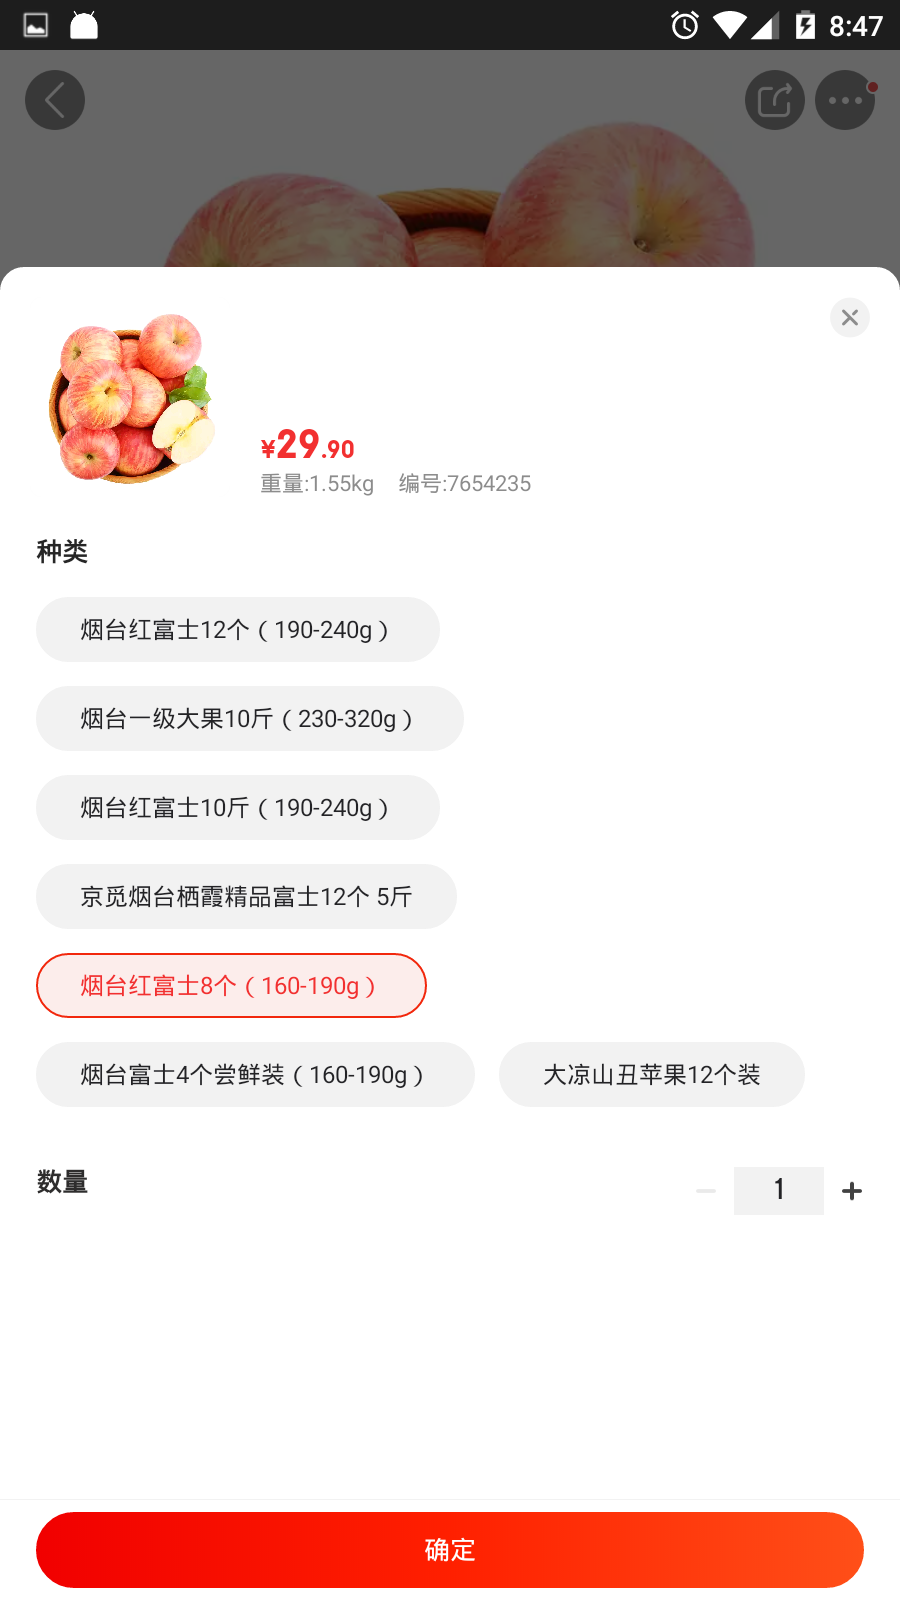 8:47
¥29.90
重量:1.55kg 编号:7654235
种类
烟台红富士12个（190-240g）
烟台一级大果10斤（230-320g）
烟台红富士10斤（190-240g）
京觅烟台栖霞精品富士12个 5斤
烟台红富士8个（160-190g）
烟台富士4个尝鲜装（160-190g） 大凉山丑苹果12个装
数量 1
确定